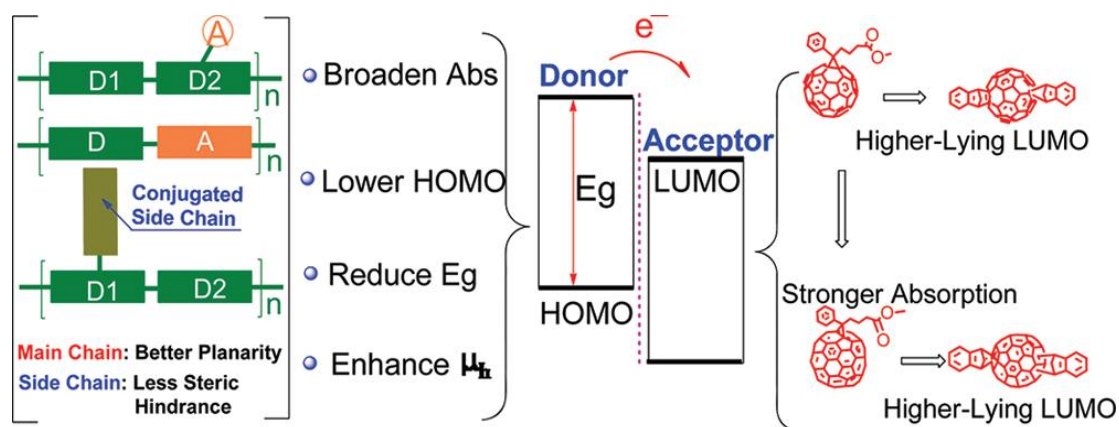 A
D1
D2
n
D
A
n
Conjugated
Side Chain
D1
D2
n
Main Chain: Better Planarity
Side Chain: Less Steric
Hindrance
Broaden Abs
Lower HOMO
Reduce Eg
Enhance μh
e⁻
Donor
Eg
HOMO
Acceptor
LUMO
O
O
Higher-Lying LUMO
Stronger Absorption
O
O
Higher-Lying LUMO